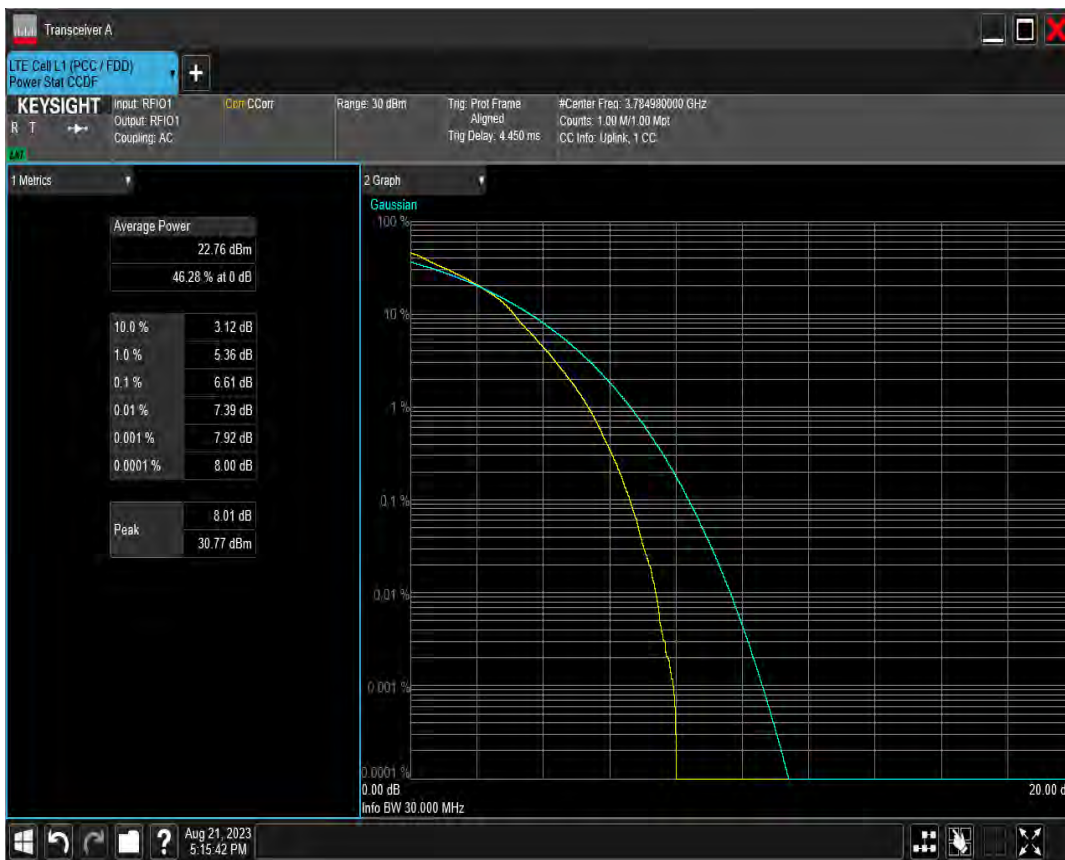 Transceiver A
LTE Cell L1 (PCC / FDD)
Power Stat CCDF
+
KEYSIGHT
R T
LNI
Input: RFIO1
Output: RFIO1
Coupling: AC
Corr CCorr
Range: 30 dBm
Trig: Prot Frame
Aligned
Trig Delay: 4.450 ms
#Center Freq: 3.784980000 GHz
Counts: 1.00 M/1.00 Mpt
CC Info: Uplink, 1 CC
1 Metrics
Average Power
22.76 dBm
46.28 % at 0 dB
10.0 % 3.12 dB
1.0 % 5.36 dB
0.1 % 6.61 dB
0.01 % 7.39 dB
0.001 % 7.92 dB
0.0001 % 8.00 dB
Peak
8.01 dB
30.77 dBm
2 Graph
Gaussian
100 %
10 %
1 %
0.1 %
0.01 %
0.001 %
0.0001 %
0.00 dB
20.00 d
Info BW 30.000 MHz
?
Aug 21, 2023
5:15:42 PM